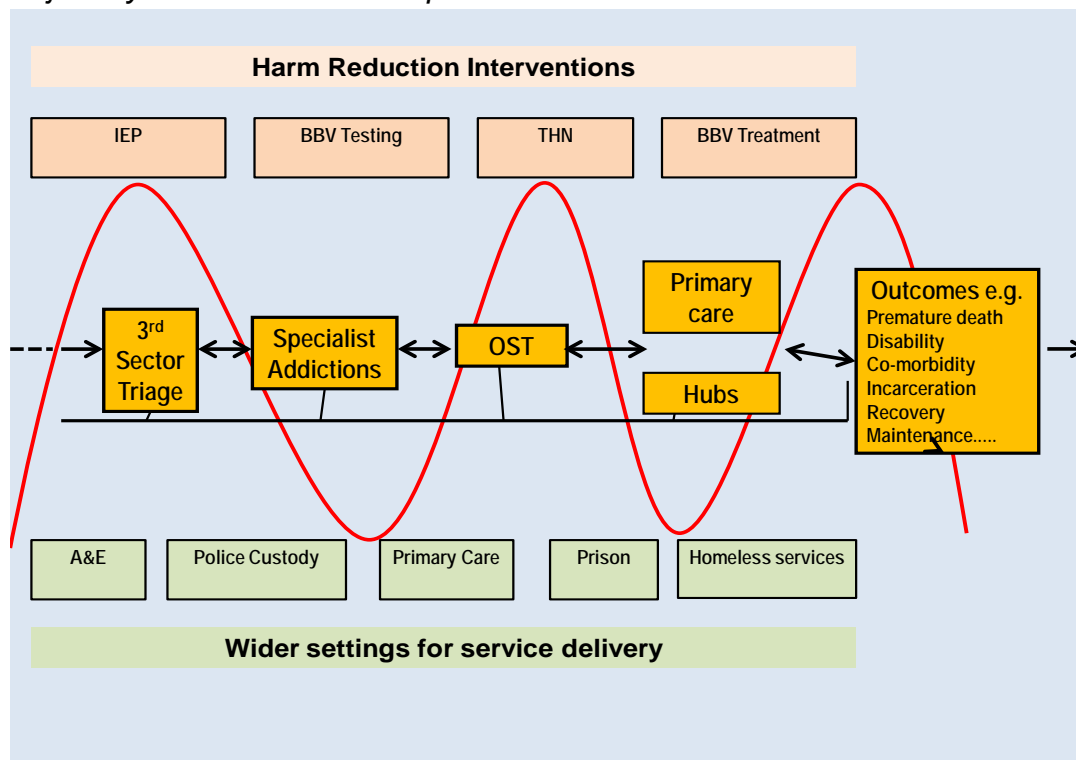 Harm Reduction Interventions
IEP
BBV Testing
THN
BBV Treatment
3rd
Sector
Triage
Specialist
Addictions
OST
Primary
care
Hubs
Outcomes e.g.
Premature death
Disability
Co-morbidity
Incarceration
Recovery
Maintenance.....
A&E
Police Custody
Primary Care
Prison
Homeless services
Wider settings for service delivery